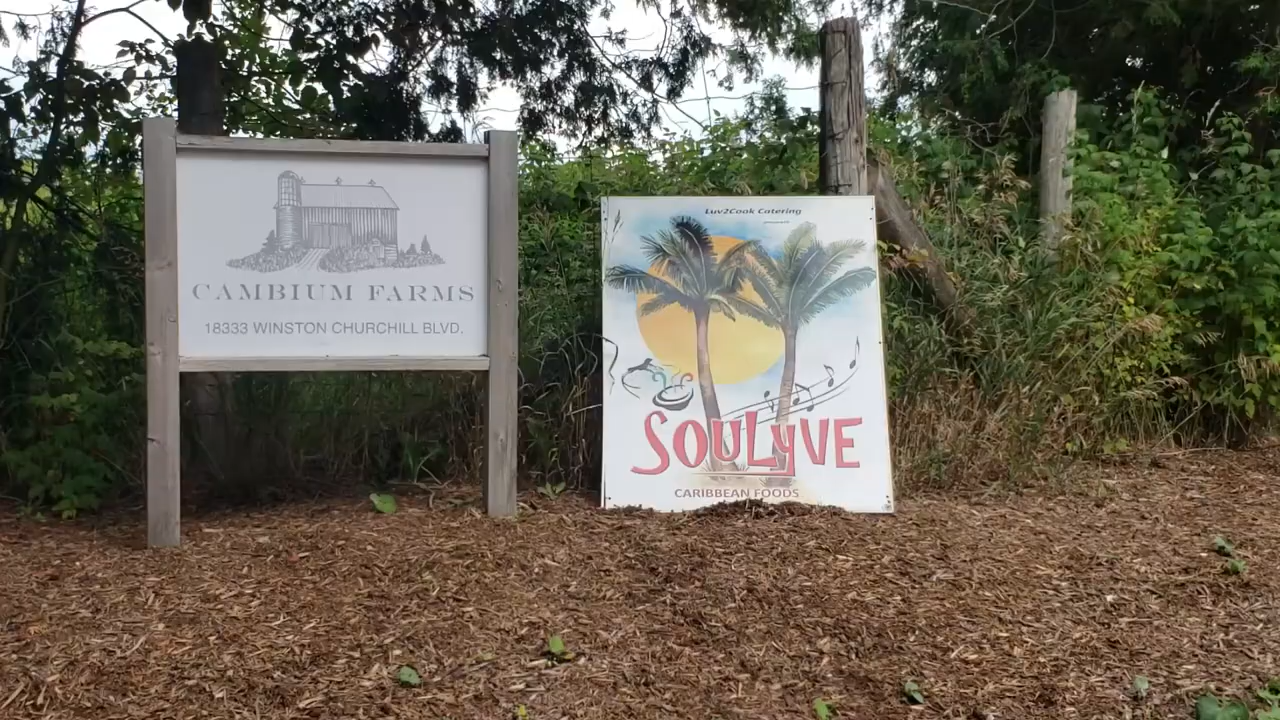 CAMBIUM FARMS
18333 WINSTON CHURCHILL BLVD.
Luv2Cook Catering
SOULyVE
CARIBBEAN FOODS